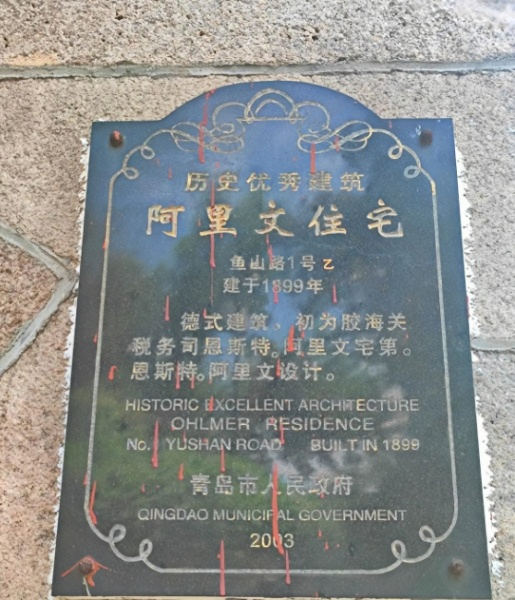 历史优秀建筑
阿里文住宅
鱼山路1号乙
建于1899年
德式建筑、初为胶海关
税务司恩斯特。阿里文宅第。
恩斯特。阿里文设计。
HISTORIC EXCELLENT ARCHITECTURE
OHLMER RESIDENCE
No.1 YUSHAN ROAD BUILT IN 1899
青岛市人民政府
QINGDAO MUNICIPAL GOVERNMENT
2003